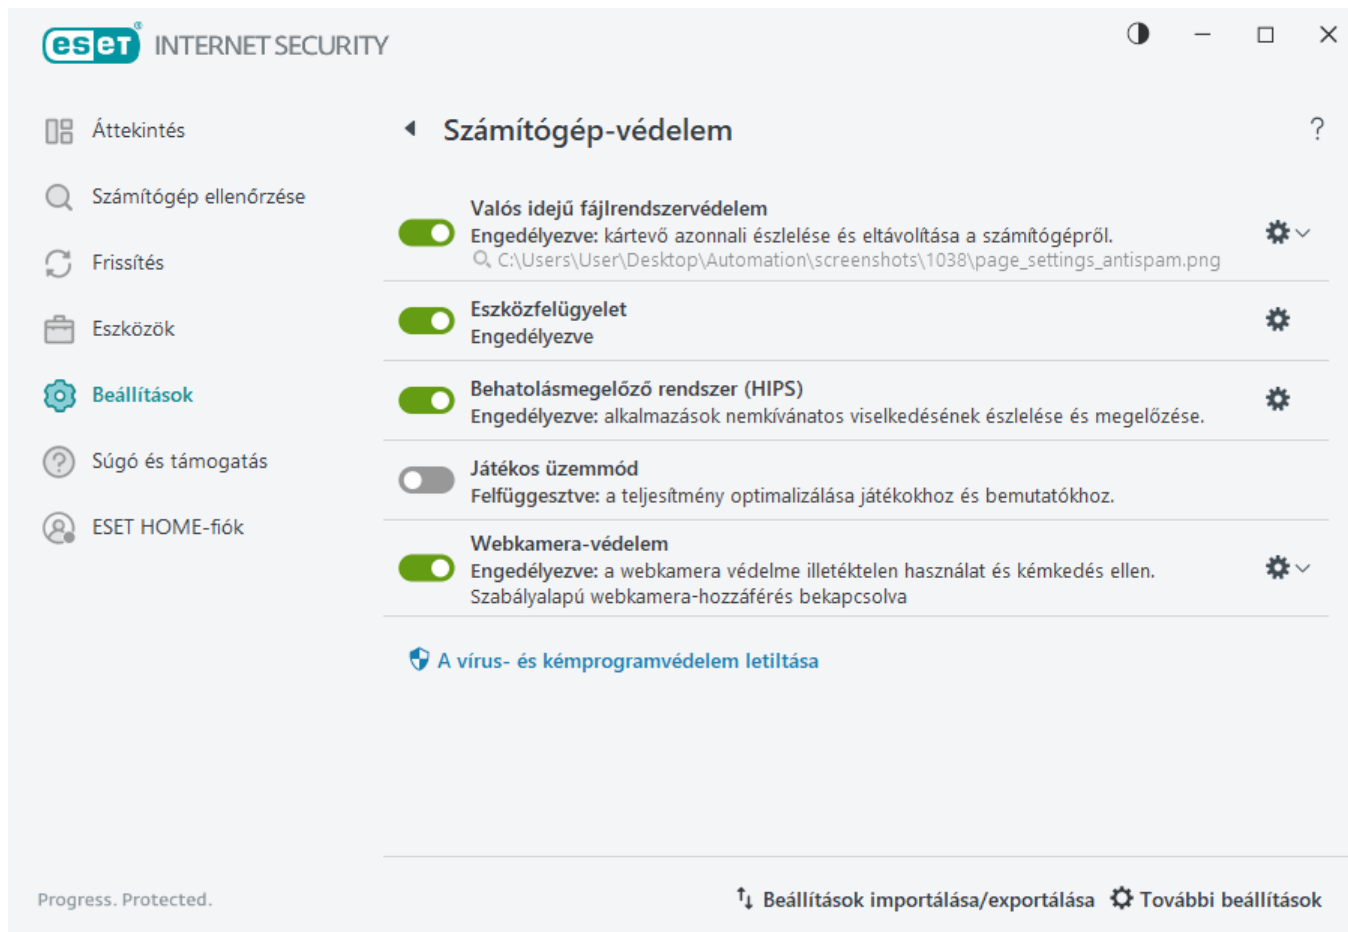 eset® INTERNET SECURITY
Áttekintés
Számítógép ellenőrzése
Frissítés
Eszközök
Beállítások
Súgó és támogatás
ESET HOME-fiók
Számítógép-védelem
?
Valós idejű fájlrendszervédelem
Engedélyezve: kártevő azonnali észlelése és eltávolítása a számítógépről.
C:\Users\User\Desktop\Automation\screenshots\1038\page_settings_antispam.png
Eszközfelügyelet
Engedélyezve
Behatolásmegelőző rendszer (HIPS)
Engedélyezve: alkalmazások nemkívánatos viselkedésének észlelése és megelőzése.
Játékos üzemmód
Felfüggesztve: a teljesítmény optimalizálása játékokhoz és bemutatókhoz.
Webkamera-védelem
Engedélyezve: a webkamera védelme illetéktelen használat és kémkedés ellen.
Szabályalapú webkamera-hozzáférés bekapcsolva
A vírus- és kémprogramvédelem letiltása
Progress. Protected.
Beállítások importálása/exportálása
További beállítások